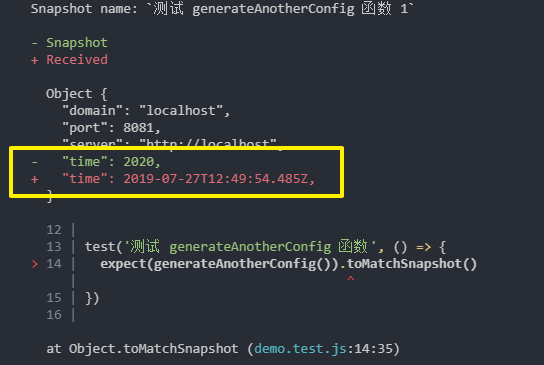 Snapshot name: `测试 generateAnotherConfig 函数 1`
- Snapshot
+ Received
Object {
"domain": "localhost",
"port": 8081,
"server": "http://localhost",
- "time": 2020,
+ "time": 2019-07-27T12:49:54.485Z,
}
12 |
13 | test('测试 generateAnotherConfig 函数', () => {
> 14 | expect(generateAnotherConfig()).toMatchSnapshot()
| ^
15 | })
16 |
at Object.toMatchSnapshot (demo.test.js:14:35)